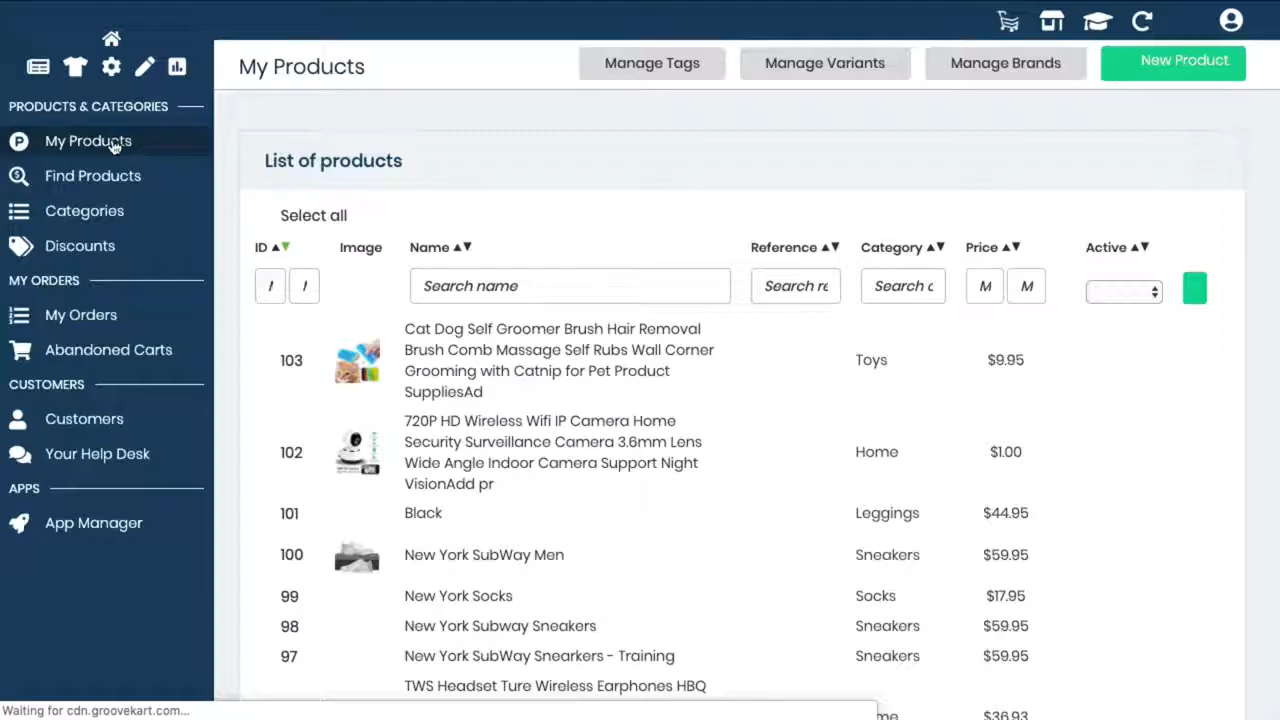 My Products
Manage Tags
Manage Variants
Manage Brands
New Product
PRODUCTS & CATEGORIES
My Products
Find Products
Categories
Discounts
MY ORDERS
My Orders
Abandoned Carts
CUSTOMERS
Customers
Your Help Desk
APPS
App Manager
List of products
Select all
ID Image Name Reference Category Price Active
Search name
Search re
Search c
M M
103 Cat Dog Self Groomer Brush Hair Removal
Brush Comb Massage Self Rubs Wall Corner
Grooming with Catnip for Pet Product
SuppliesAd
Toys $9.95
102 720P HD Wireless Wifi IP Camera Home
Security Surveillance Camera 3.6mm Lens
Wide Angle Indoor Camera Support Night
VisionAdd pr
Home $1.00
101 Black Leggings $44.95
100 New York SubWay Men Sneakers $59.95
99 New York Socks Socks $17.95
98 New York Subway Sneakers Sneakers $59.95
97 New York SubWay Snearkers - Training Sneakers $59.95
TWS Headset Ture Wireless Earphones HBQ
me $36.93
Waiting for cdn.groovekart.com...